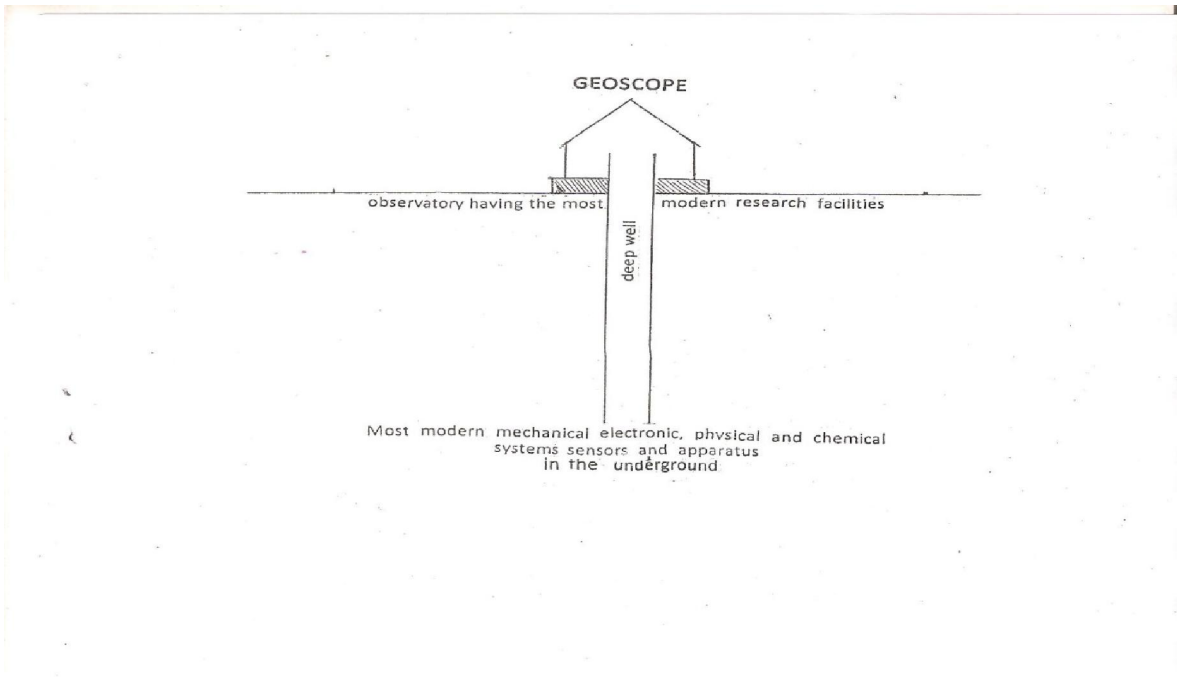 GEOSCOPE
observatory having the most modern research facilities
deep well
Most modern mechanical electronic, physical and chemical
systems sensors and apparatus
in the underground